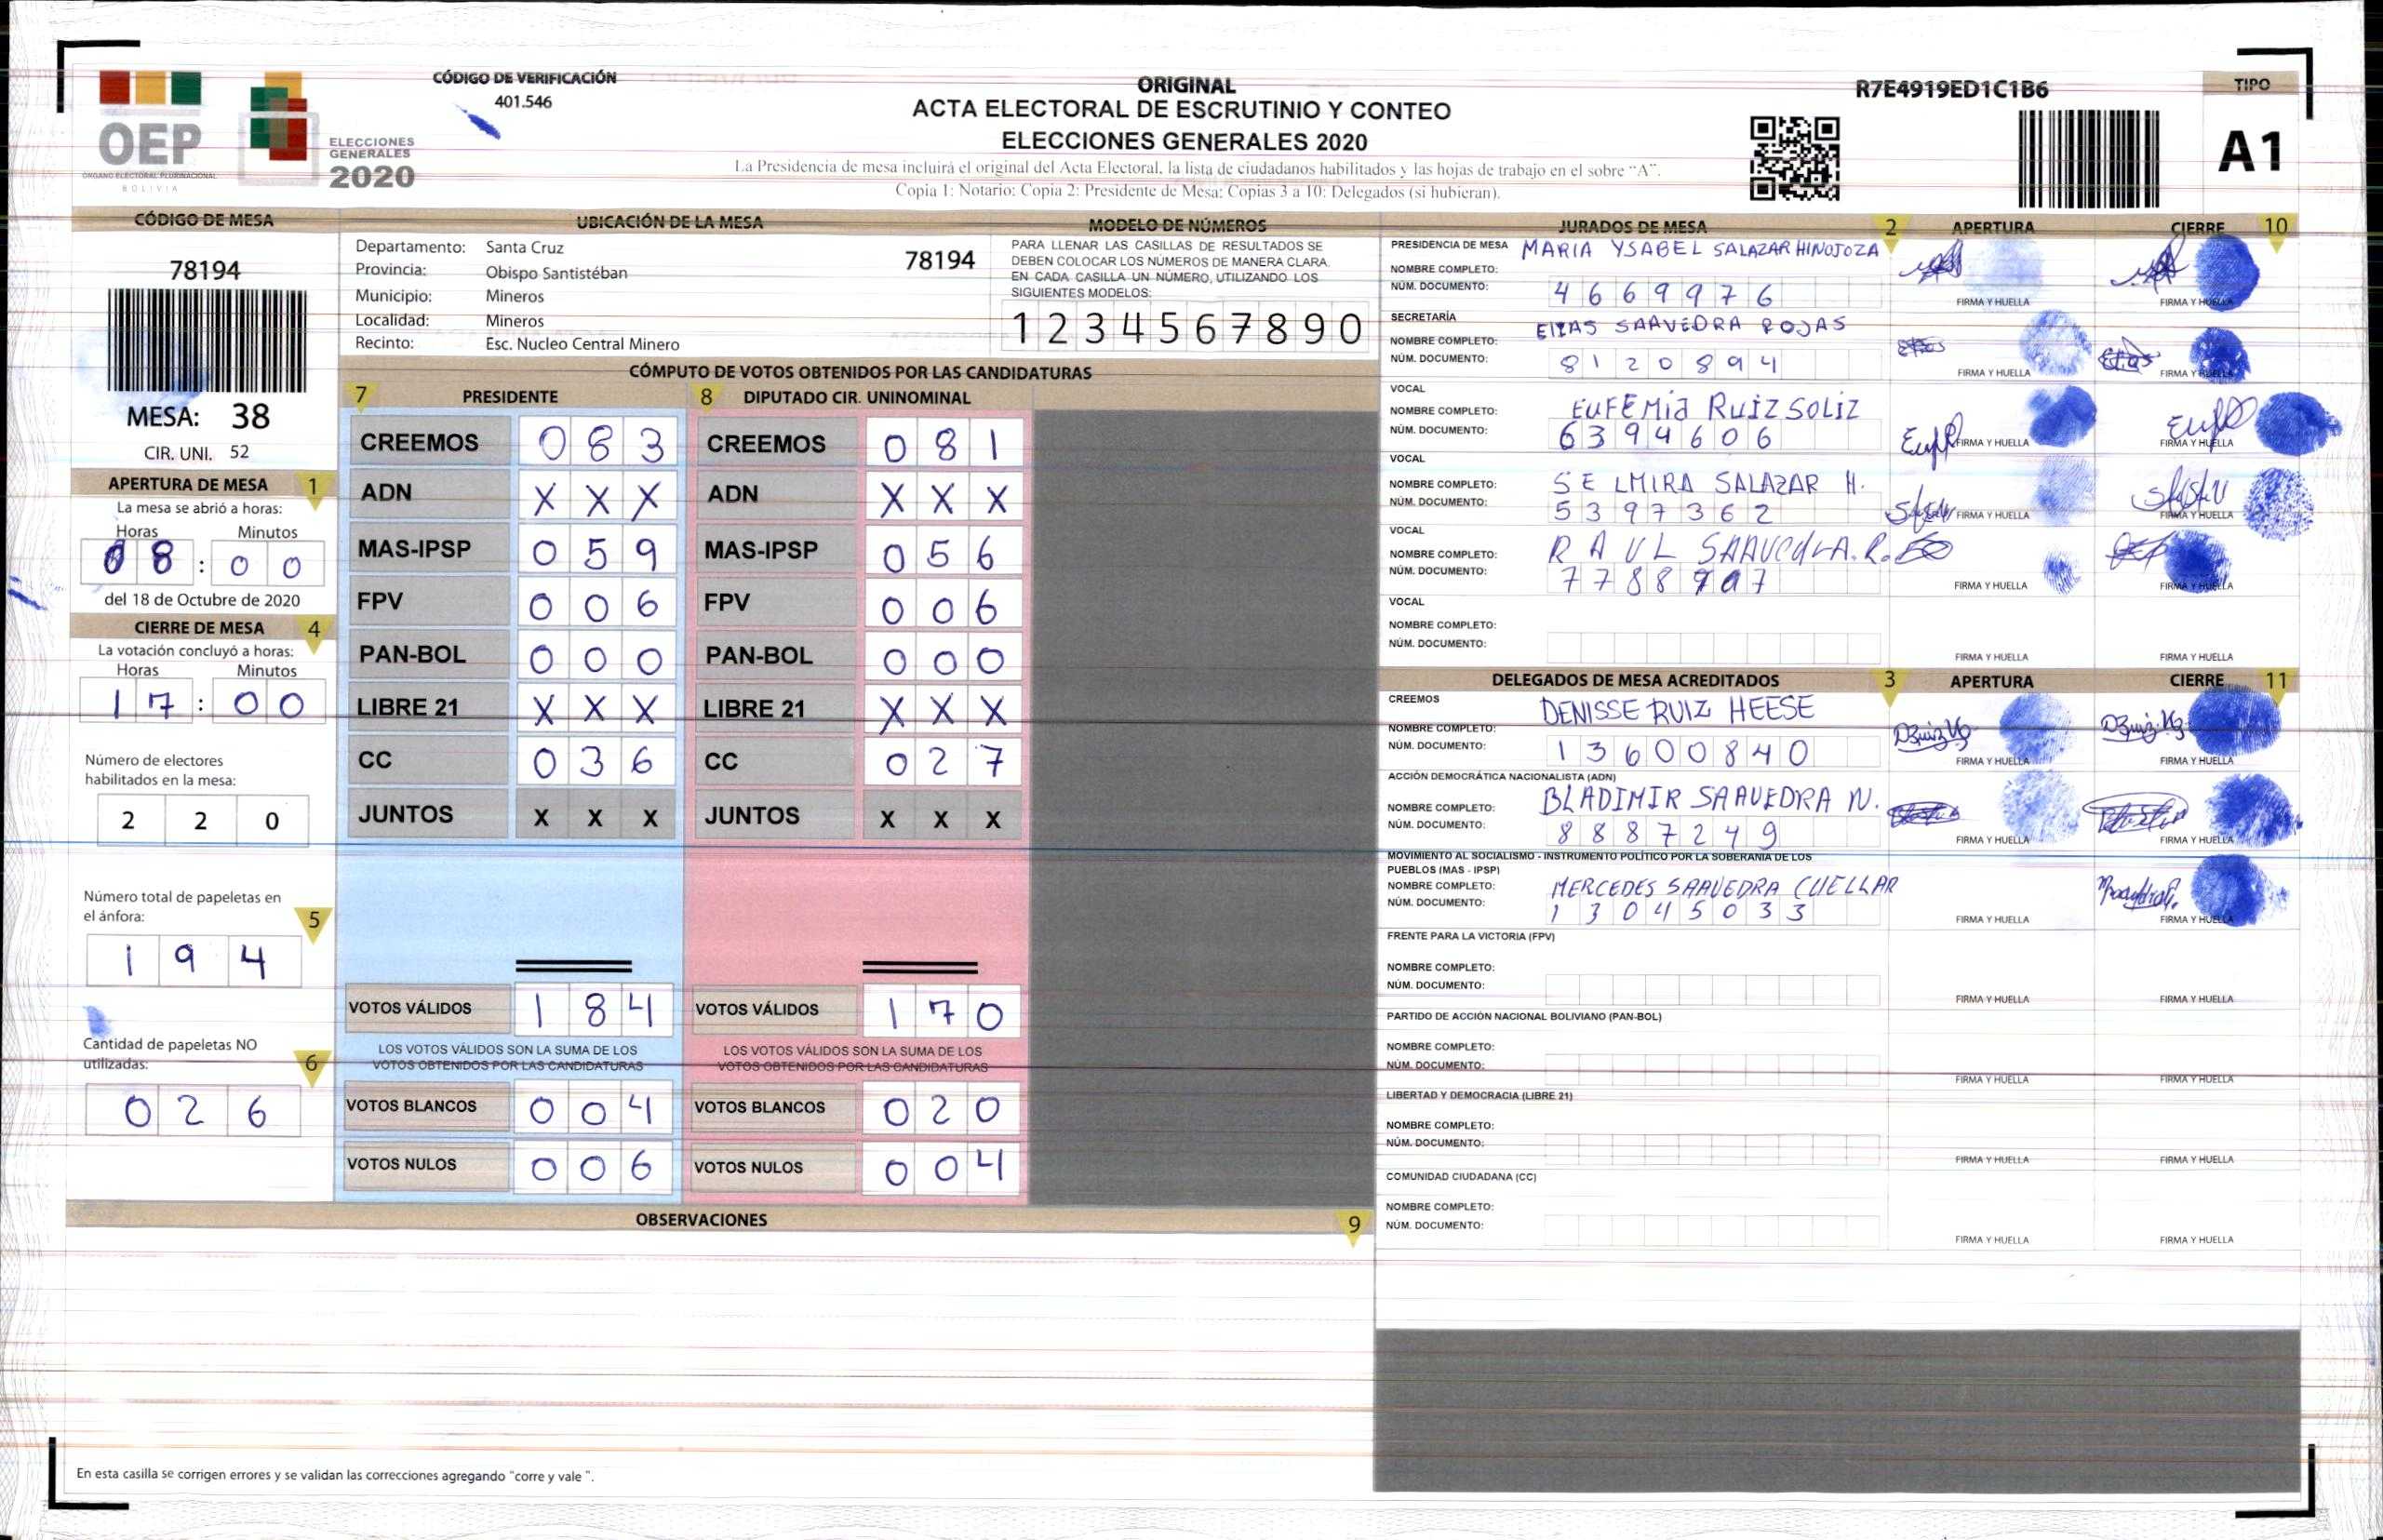 CÓDIGO DE VERIFICACIÓN
401.546
OEP
ÓRGANO ELECTORAL PLURINACIONAL
BOLIVIA
ELECCIONES
GENERALES
2020
ORIGINAL
ACTA ELECTORAL DE ESCRUTINIO Y CONTEO
ELECCIONES GENERALES 2020
La Presidencia de mesa incluirá el original del Acta Electoral, la lista de ciudadanos habilitados y las hojas de trabajo en el sobre "A".
Copia 1: Notario; Copia 2: Presidente de Mesa; Copias 3 a 10: Delegados (si hubieran).
R7E4919ED1C1B6
TIPO
A1
CÓDIGO DE MESA
78194
MESA: 38
CIR. UNI. 52
APERTURA DE MESA 1
La mesa se abrió a horas:
Horas Minutos
08:00
del 18 de Octubre de 2020
CIERRE DE MESA 4
La votación concluyó a horas:
Horas Minutos
17:00
Número de electores
habilitados en la mesa:
220
Número total de papeletas en
el ánfora: 5
194
Cantidad de papeletas NO
utilizadas: 6
026
UBICACIÓN DE LA MESA
Departamento: Santa Cruz
78194
Provincia: Obispo Santistéban
Municipio: Mineros
Localidad: Mineros
Recinto: Esc. Nucleo Central Minero
MODELO DE NÚMEROS
PARA LLENAR LAS CASILLAS DE RESULTADOS SE
DEBEN COLOCAR LOS NÚMEROS DE MANERA CLARA.
EN CADA CASILLA UN NÚMERO, UTILIZANDO LOS
SIGUIENTES MODELOS:
1234567890
CÓMPUTO DE VOTOS OBTENIDOS POR LAS CANDIDATURAS
7 PRESIDENTE 8 DIPUTADO CIR. UNINOMINAL
CREEMOS 083 CREEMOS 081
ADN XXX ADN XXX
MAS-IPSP 059 MAS-IPSP 056
FPV 006 FPV 006
PAN-BOL 000 PAN-BOL 000
LIBRE 21 XXX LIBRE 21 XXX
CC 036 CC 027
JUNTOS X X X JUNTOS X X X
VOTOS VÁLIDOS 184 VOTOS VÁLIDOS 170
LOS VOTOS VÁLIDOS SON LA SUMA DE LOS LOS VOTOS VÁLIDOS SON LA SUMA DE LOS
VOTOS OBTENIDOS POR LAS CANDIDATURAS VOTOS OBTENIDOS POR LAS CANDIDATURAS
VOTOS BLANCOS 004 VOTOS BLANCOS 020
VOTOS NULOS 006 VOTOS NULOS 004
OBSERVACIONES 9
En esta casilla se corrigen errores y se validan las correcciones agregando "corre y vale ".
JURADOS DE MESA 2 APERTURA CIERRE 10
PRESIDENCIA DE MESA MARIA YSABEL SALAZAR HINOJOZA
NOMBRE COMPLETO:
NÚM. DOCUMENTO: 4669976
FIRMA Y HUELLA FIRMA Y HUELLA
SECRETARÍA ELIAS SAAVEDRA ROJAS
NOMBRE COMPLETO:
NÚM. DOCUMENTO: 8120894
FIRMA Y HUELLA FIRMA Y HUELLA
VOCAL
NOMBRE COMPLETO: EUFEMia RUIZ SOLIZ
NÚM. DOCUMENTO: 6394606
FIRMA Y HUELLA FIRMA Y HUELLA
VOCAL
NOMBRE COMPLETO: SELMIRA SALAZAR H.
NÚM. DOCUMENTO: 5397362
FIRMA Y HUELLA FIRMA Y HUELLA
VOCAL
NOMBRE COMPLETO: RAUL
NÚM. DOCUMENTO:
FIRMA Y HUELLA FIRMA Y HUELLA
VOCAL
NOMBRE COMPLETO:
NÚM. DOCUMENTO:
FIRMA Y HUELLA FIRMA Y HUELLA
DELEGADOS DE MESA ACREDITADOS 3 APERTURA CIERRE 11
CREEMOS DENISSE RUIZ HEESE
NOMBRE COMPLETO:
NÚM. DOCUMENTO: 13600840
FIRMA Y HUELLA FIRMA Y HUELLA
ACCIÓN DEMOCRÁTICA NACIONALISTA (ADN)
NOMBRE COMPLETO: BLADIMIR SAAVEDRA N.
NÚM. DOCUMENTO: 8887249
FIRMA Y HUELLA FIRMA Y HUELLA
MOVIMIENTO AL SOCIALISMO - INSTRUMENTO POLÍTICO POR LA SOBERANÍA DE LOS
PUEBLOS (MAS - IPSP)
NOMBRE COMPLETO: MERCEDES SAAVEDRA CUELLAR
NÚM. DOCUMENTO: 13045033
FIRMA Y HUELLA FIRMA Y HUELLA
FRENTE PARA LA VICTORIA (FPV)
NOMBRE COMPLETO:
NÚM. DOCUMENTO:
FIRMA Y HUELLA FIRMA Y HUELLA
PARTIDO DE ACCIÓN NACIONAL BOLIVIANO (PAN-BOL)
NOMBRE COMPLETO:
NÚM. DOCUMENTO:
FIRMA Y HUELLA FIRMA Y HUELLA
LIBERTAD Y DEMOCRACIA (LIBRE 21)
NOMBRE COMPLETO:
NÚM. DOCUMENTO:
FIRMA Y HUELLA FIRMA Y HUELLA
COMUNIDAD CIUDADANA (CC)
NOMBRE COMPLETO:
NÚM. DOCUMENTO:
FIRMA Y HUELLA FIRMA Y HUELLA